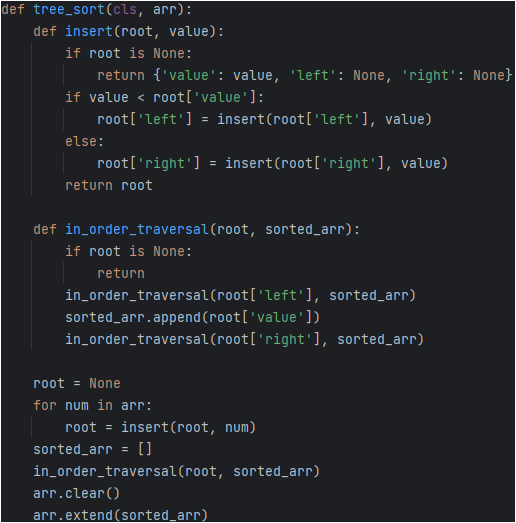 def tree_sort(cls, arr):
    def insert(root, value):
        if root is None:
            return {'value': value, 'left': None, 'right': None}
        if value < root['value']:
            root['left'] = insert(root['left'], value)
        else:
            root['right'] = insert(root['right'], value)
        return root

    def in_order_traversal(root, sorted_arr):
        if root is None:
            return
        in_order_traversal(root['left'], sorted_arr)
        sorted_arr.append(root['value'])
        in_order_traversal(root['right'], sorted_arr)

    root = None
    for num in arr:
        root = insert(root, num)
    sorted_arr = []
    in_order_traversal(root, sorted_arr)
    arr.clear()
    arr.extend(sorted_arr)